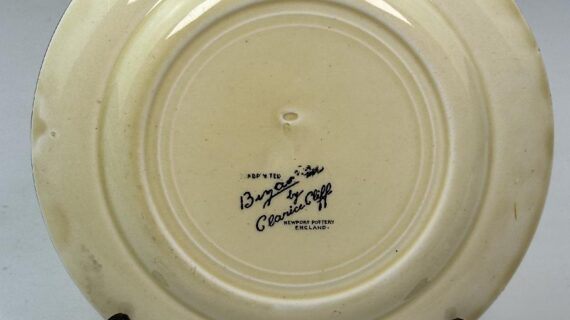 Bizarre
by
Clarice Cliff
NEWPORT POTTERY
ENGLAND.